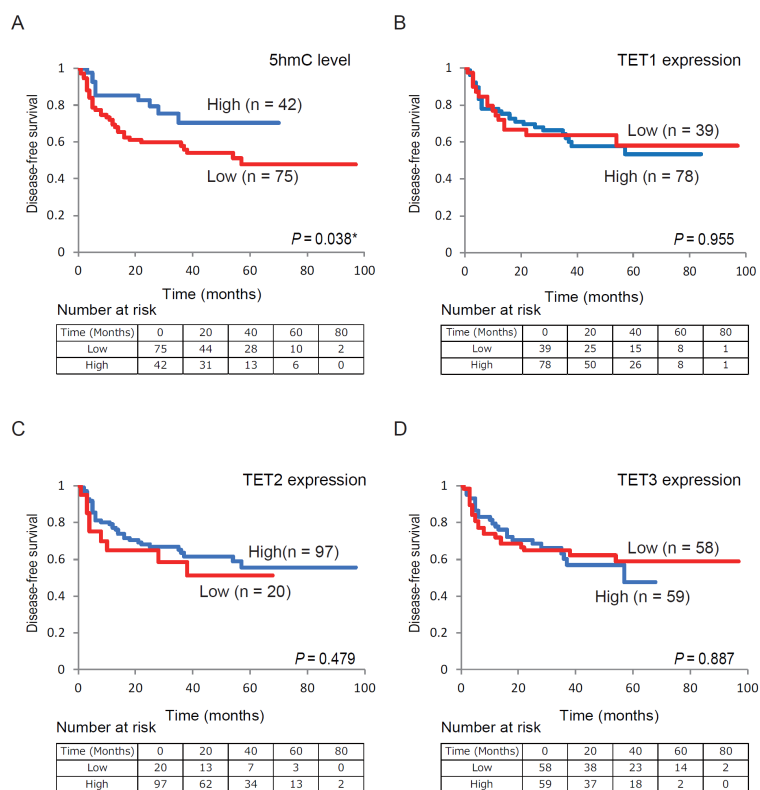 A
5hmC level
1
0.8
0.6
0.4
0.2
0
Disease-free survival
High (n = 42)
Low (n = 75)
P = 0.038*
0 20 40 60 80 100
Time (months)
Number at risk
Time (Months) 0 20 40 60 80
Low 75 44 28 10 2
High 42 31 13 6 0
B
TET1 expression
1
0.8
0.6
0.4
0.2
0
Disease-free survival
Low (n = 39)
High (n = 78)
P = 0.955
0 20 40 60 80 100
Time (months)
Number at risk
Time (Months) 0 20 40 60 80
Low 39 25 15 8 1
High 78 50 26 8 1
C
TET2 expression
1
0.8
0.6
0.4
0.2
0
Disease-free survival
High(n = 97)
Low (n = 20)
P = 0.479
0 20 40 60 80 100
Time (months)
Number at risk
Time (Months) 0 20 40 60 80
Low 20 13 7 3 0
High 97 62 34 13 2
D
TET3 expression
1
0.8
0.6
0.4
0.2
0
Disease-free survival
Low (n = 58)
High (n = 59)
P = 0.887
0 20 40 60 80 100
Time (months)
Number at risk
Time (Months) 0 20 40 60 80
Low 58 38 23 14 2
High 59 37 18 2 0